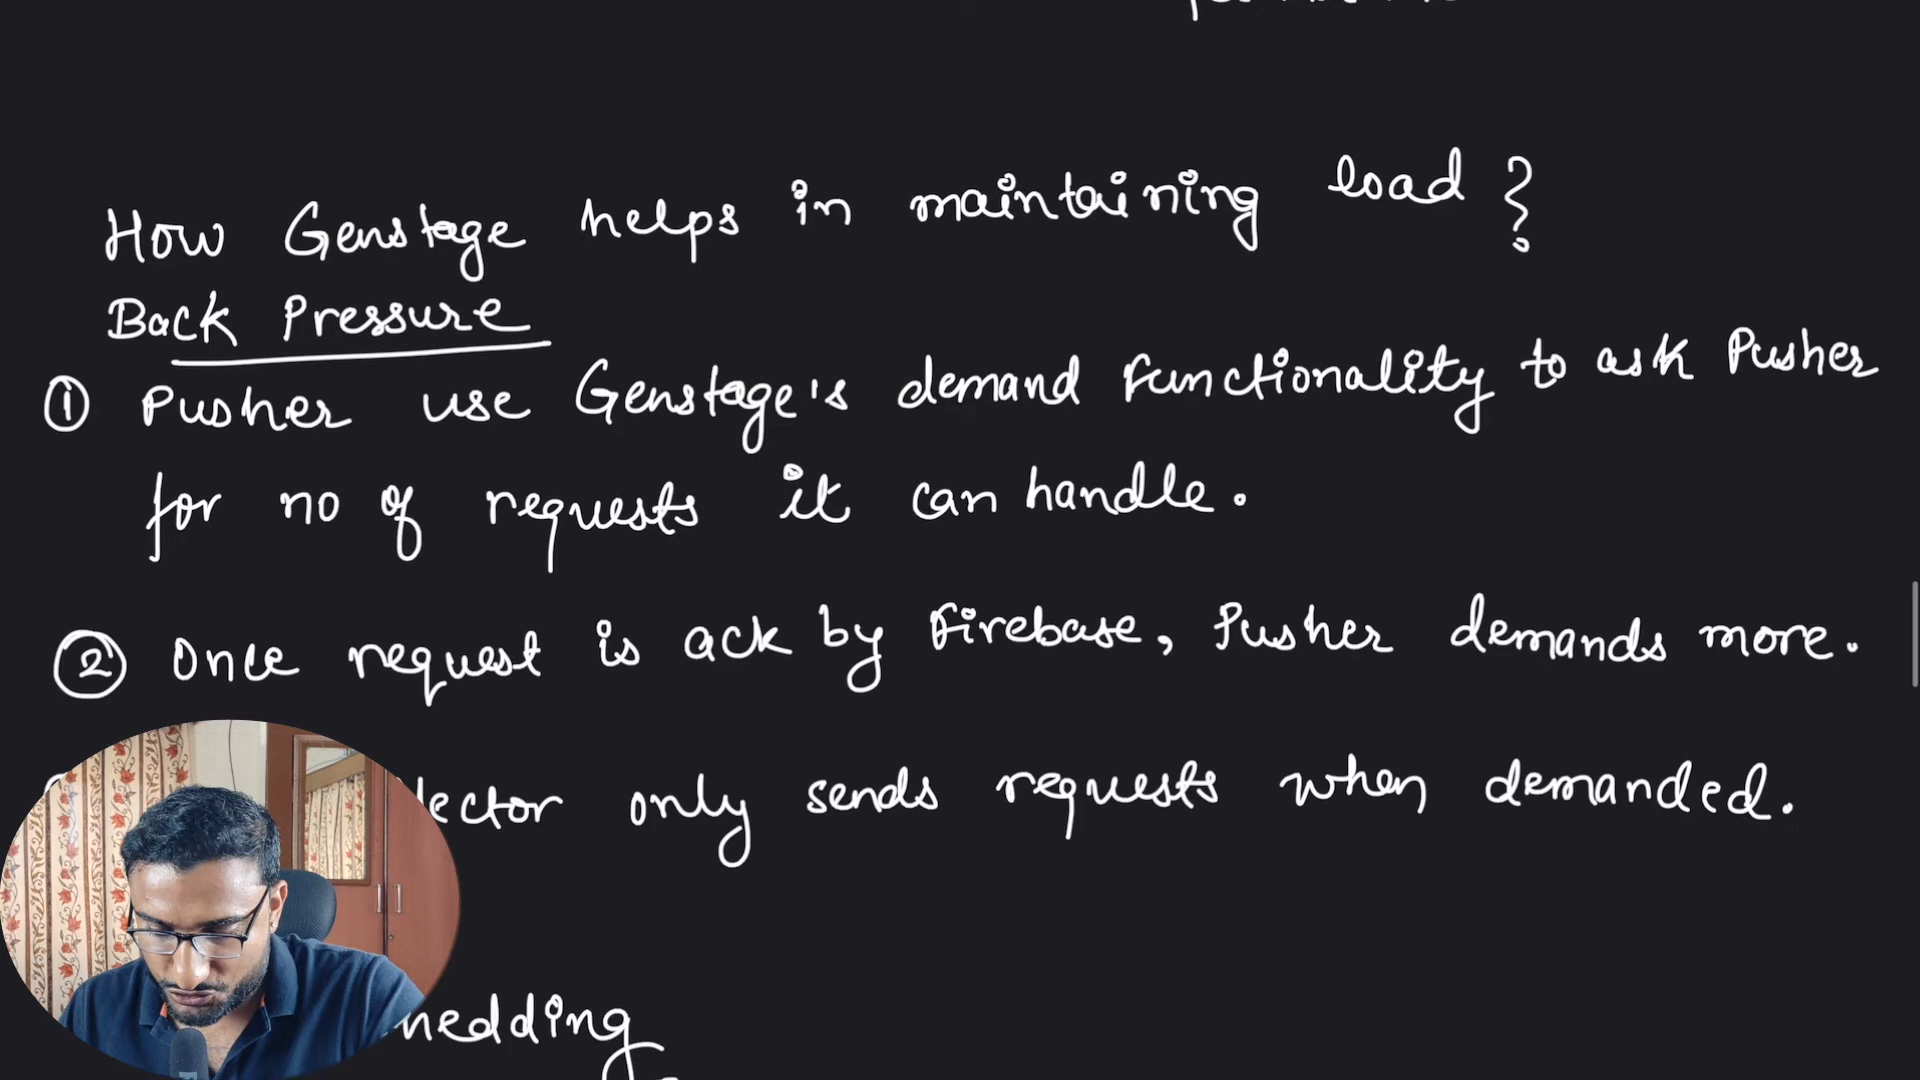 How Genstage helps in maintaining load?
Back Pressure
① Pusher use Genstage's demand functionality to ask Pusher
for no of requests it can handle.
② Once request is ack by Firebase, Pusher demands more.
lector only sends requests when demanded.
hedding